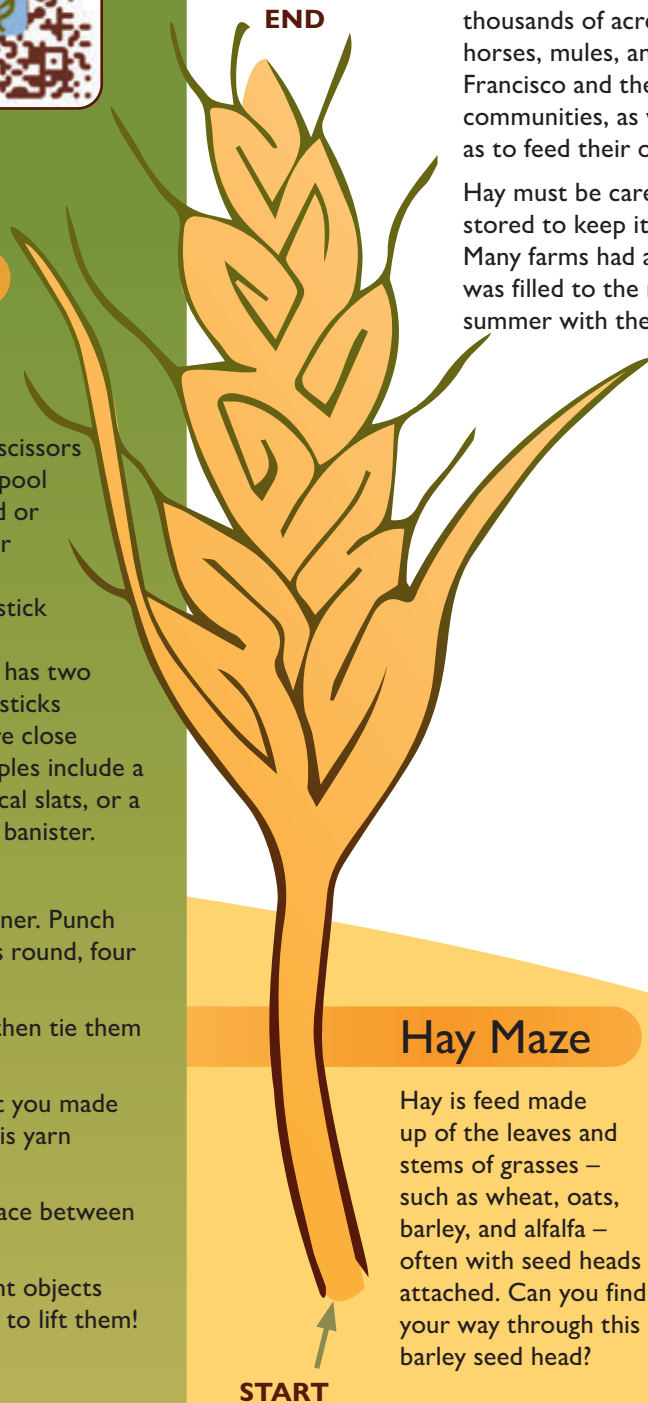 END
thousands of acre
horses, mules, an
Francisco and the
communities, as w
as to feed their o
Hay must be care
stored to keep it
Many farms had a
was filled to the r
summer with the
scissors
pool
d or
r
stick
has two
sticks
re close
ples include a
cal slats, or a
banister.
ner. Punch
s round, four
then tie them
t you made
is yarn
ace between
nt objects
to lift them!
Hay Maze
Hay is feed made
up of the leaves and
stems of grasses –
such as wheat, oats,
barley, and alfalfa –
often with seed heads
attached. Can you find
your way through this
barley seed head?
START